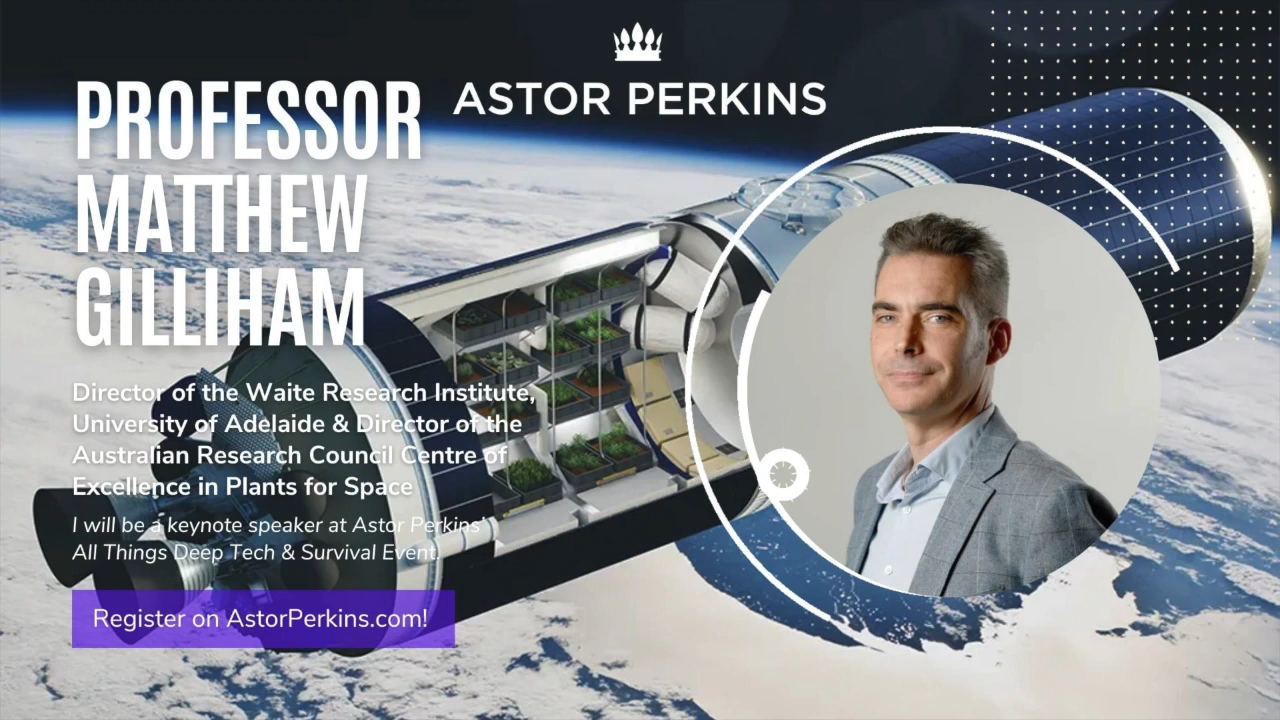 ASTOR PERKINS
PROFESSOR
MATTHEW
GILLIHAM
Director of the Waite Research Institute,
University of Adelaide & Director of the
Australian Research Council Centre of
Excellence in Plants for Space
I will be a keynote speaker at Astor Perkins'
All Things Deep Tech & Survival Event.
Register on AstorPerkins.com!